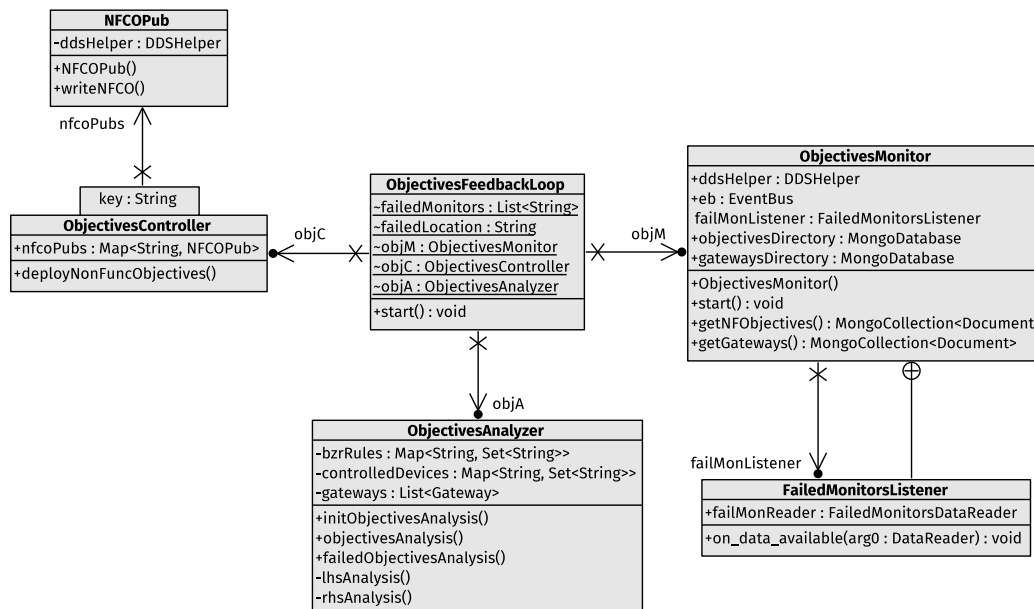 NFCOPub
-ddsHelper : DDSHelper
+NFCOPub()
+writeNFCO()
nfcoPubs
key : String
ObjectivesController
+nfcoPubs : Map<String, NFCOPub>
+deployNonFuncObjectives()
objC
ObjectivesFeedbackLoop
~failedMonitors : List<String>
~failedLocation : String
~objM : ObjectivesMonitor
~objC : ObjectivesController
~objA : ObjectivesAnalyzer
+start() : void
objM
ObjectivesMonitor
+ddsHelper : DDSHelper
+eb : EventBus
failMonListener : FailedMonitorsListener
+objectivesDirectory : MongoDatabase
+gatewaysDirectory : MongoDatabase
+ObjectivesMonitor()
+start() : void
+getNFObjectives() : MongoCollection<Document
+getGateways() : MongoCollection<Document>
objA
ObjectivesAnalyzer
-bzrRules : Map<String, Set<String>>
-controlledDevices : Map<String, Set<String>>
-gateways : List<Gateway>
+initObjectivesAnalysis()
+objectivesAnalysis()
+failedObjectivesAnalysis()
-lhsAnalysis()
-rhsAnalysis()
failMonListener
FailedMonitorsListener
+failMonReader : FailedMonitorsDataReader
+on_data_available(arg0 : DataReader) : void